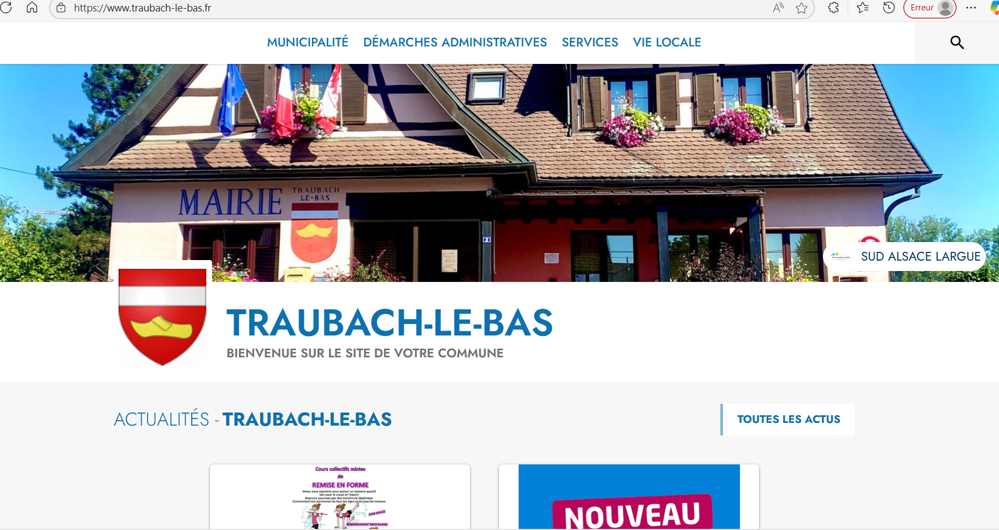 https://www.traubach-le-bas.fr
Erreur
MUNICIPALITÉ DÉMARCHES ADMINISTRATIVES SERVICES VIE LOCALE
MAIRIE
TRAUBACH
LE-BAS
2
SUD ALSACE LARGUE
TRAUBACH-LE-BAS
BIENVENUE SUR LE SITE DE VOTRE COMMUNE
ACTUALITÉS - TRAUBACH-LE-BAS
TOUTES LES ACTUS
Cours collectifs mixtes
de
REMISE EN FORME
Venez nous rejoindre pour passer un moment sportif,
bon pour le corps et l'esprit.
Séances assurées par des monitrices diplômées.
Conviennent aux personnes de tous les âges et de tous les niveaux.
GYM DOUCE
RENFORCEMENT MUSCULAIRE
NOUVEAU